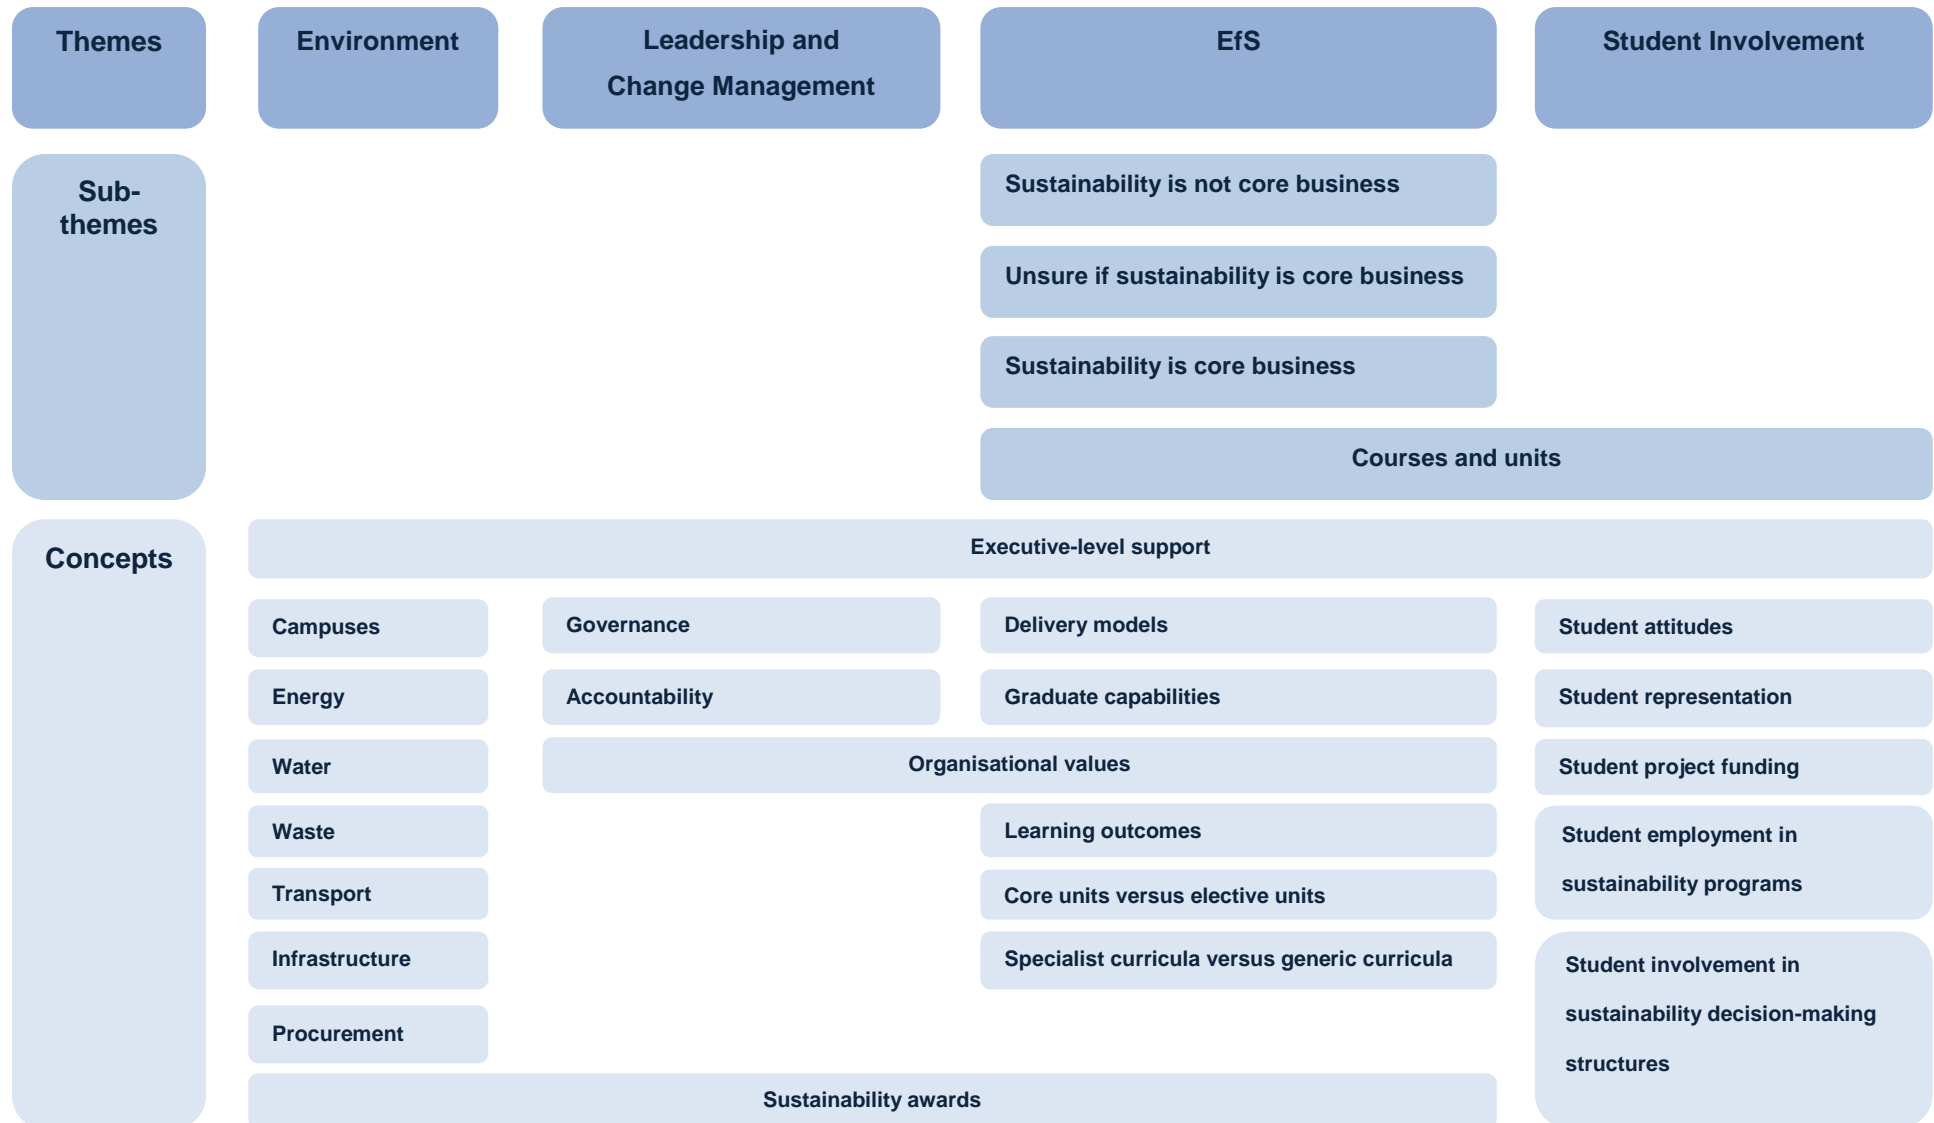 Themes
Environment
Leadership and
Change Management
EfS
Student Involvement
Sub-
themes
Sustainability is not core business
Unsure if sustainability is core business
Sustainability is core business
Courses and units
Concepts
Executive-level support
Campuses
Governance
Delivery models
Student attitudes
Energy
Accountability
Graduate capabilities
Student representation
Water
Organisational values
Student project funding
Waste
Learning outcomes
Student employment in
sustainability programs
Transport
Core units versus elective units
Infrastructure
Specialist curricula versus generic curricula
Student involvement in
sustainability decision-making
structures
Procurement
Sustainability awards